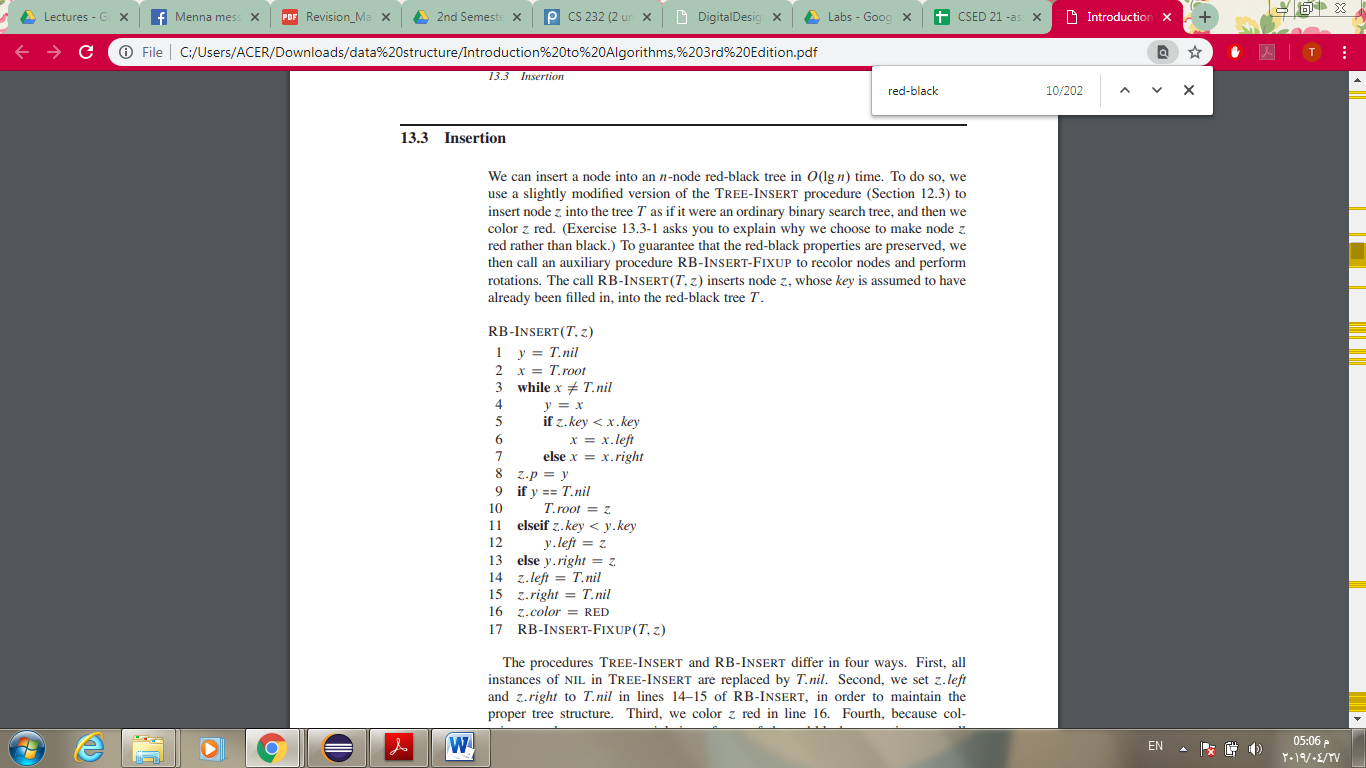 Lectures - G
Menna mess
PDF Revision_Ma
2nd Semeste
CS 232 (2 un
DigitalDesig
Labs - Goog
CSED 21 -as
Introduction
File C:/Users/ACER/Downloads/data%20structure/Introduction%20to%20Algorithms,%203rd%20Edition.pdf
T
red-black 10/202
13.3 Insertion
13.3 Insertion
We can insert a node into an n-node red-black tree in O(lg n) time. To do so, we
use a slightly modified version of the TREE-INSERT procedure (Section 12.3) to
insert node z into the tree T as if it were an ordinary binary search tree, and then we
color z red. (Exercise 13.3-1 asks you to explain why we choose to make node z
red rather than black.) To guarantee that the red-black properties are preserved, we
then call an auxiliary procedure RB-INSERT-FIXUP to recolor nodes and perform
rotations. The call RB-INSERT(T, z) inserts node z, whose key is assumed to have
already been filled in, into the red-black tree T.
RB-INSERT(T, z)
1 y = T.nil
2 x = T.root
3 while x ≠ T.nil
4 y = x
5 if z.key < x.key
6 x = x.left
7 else x = x.right
8 z.p = y
9 if y == T.nil
10 T.root = z
11 elseif z.key < y.key
12 y.left = z
13 else y.right = z
14 z.left = T.nil
15 z.right = T.nil
16 z.color = RED
17 RB-INSERT-FIXUP(T, z)
The procedures TREE-INSERT and RB-INSERT differ in four ways. First, all
instances of NIL in TREE-INSERT are replaced by T.nil. Second, we set z.left
and z.right to T.nil in lines 14–15 of RB-INSERT, in order to maintain the
proper tree structure. Third, we color z red in line 16. Fourth, because col-
EN
05:06 م
٢٠١٩/٠٤/٢٧